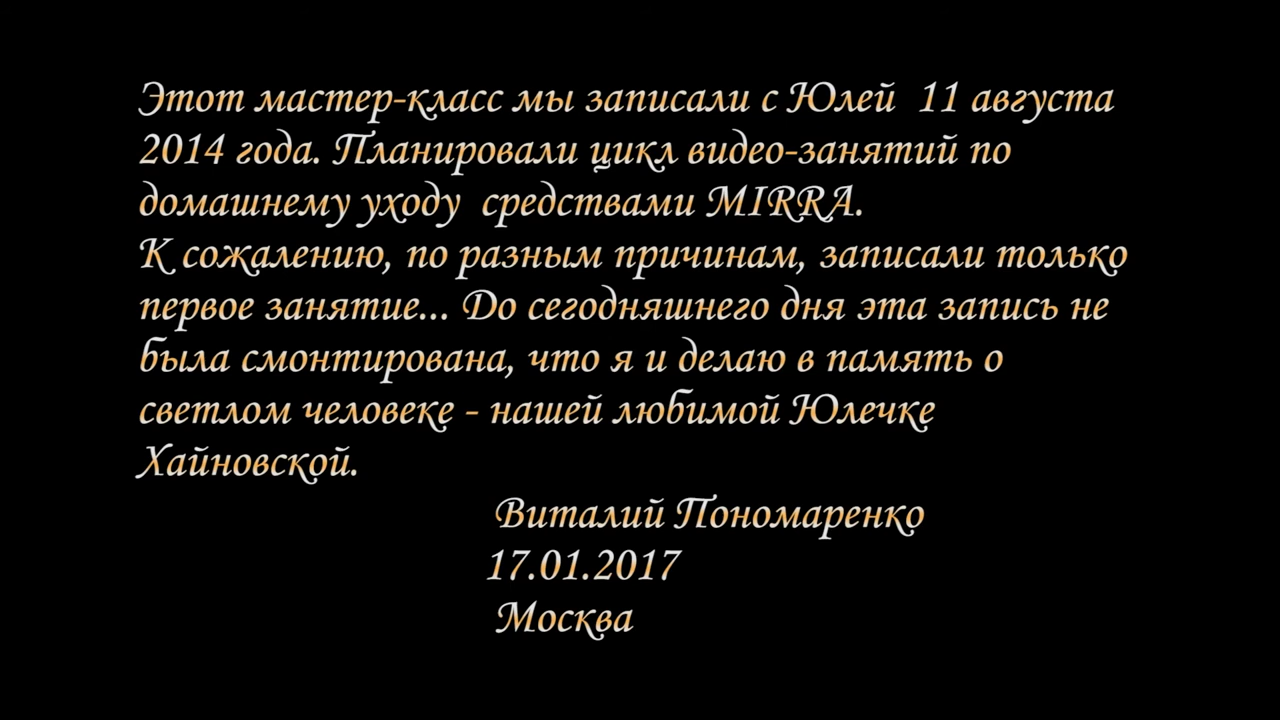 Этот мастер-класс мы записали с Юлей 11 августа
2014 года. Планировали цикл видео-занятий по
домашнему уходу средствами MIRRA.
К сожалению, по разным причинам, записали только
первое занятие... До сегодняшнего дня эта запись не
была смонтирована, что я и делаю в память о
светлом человеке - нашей любимой Юлечке
Хайновской.
Виталий Пономаренко
17.01.2017
Москва